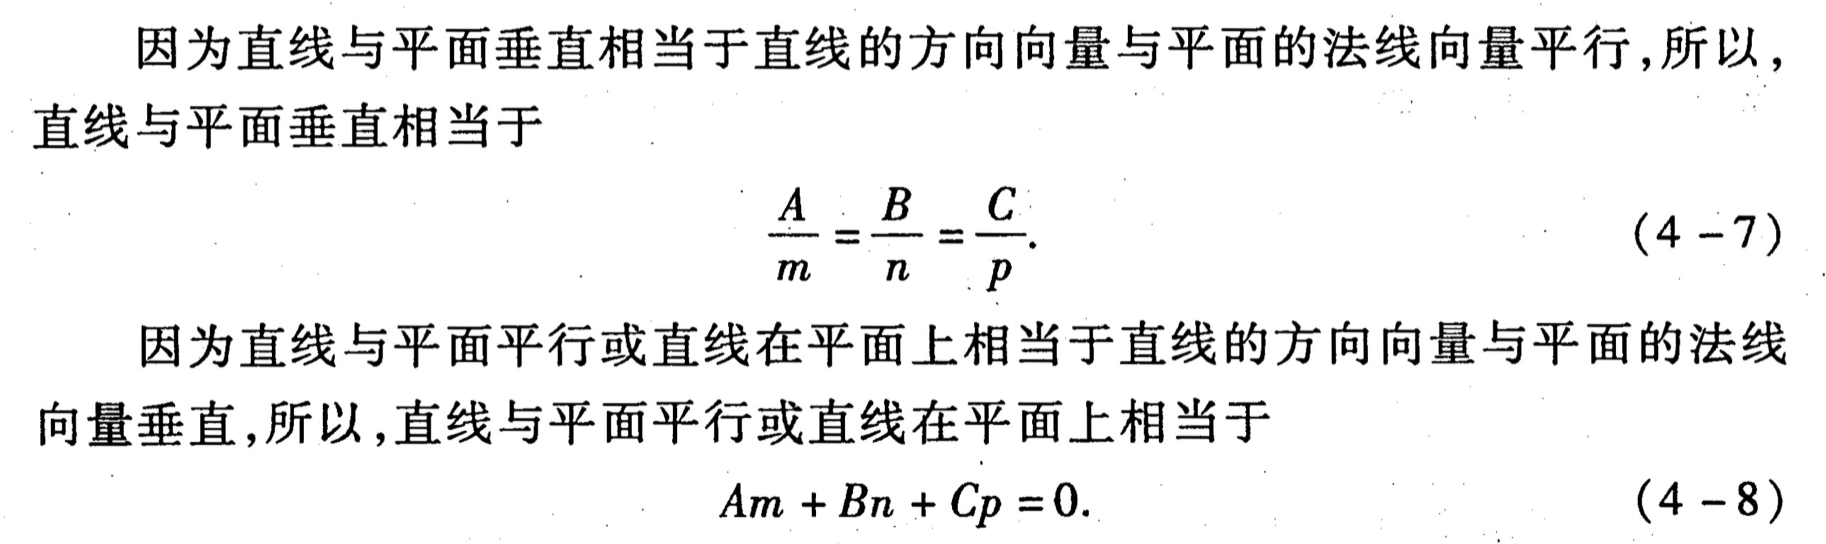 因为直线与平面垂直相当于直线的方向向量与平面的法线向量平行,所以,
直线与平面垂直相当于
A/m = B/n = C/p. (4-7)
因为直线与平面平行或直线在平面上相当于直线的方向向量与平面的法线
向量垂直,所以,直线与平面平行或直线在平面上相当于
Am + Bn + Cp = 0. (4-8)